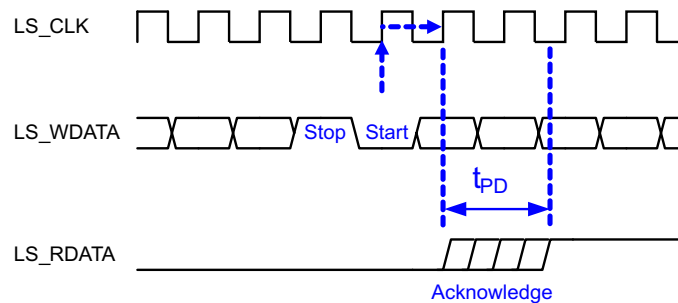 LS_CLK
LS_WDATA
Stop
Start
tPD
LS_RDATA
Acknowledge